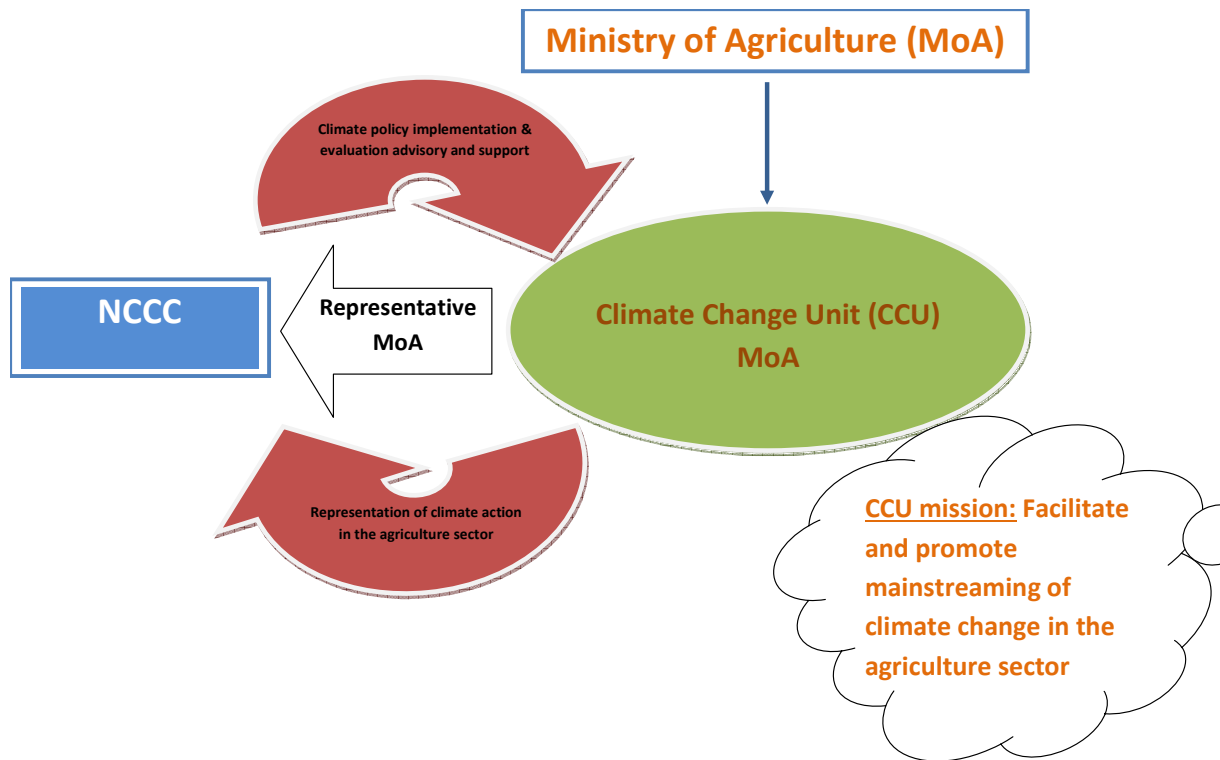 Ministry of Agriculture (MoA)
Climate policy implementation &
evaluation advisory and support
NCCC
Representative
MoA
Climate Change Unit (CCU)
MoA
Representation of climate action
in the agriculture sector
CCU mission: Facilitate
and promote
mainstreaming of
climate change in the
agriculture sector